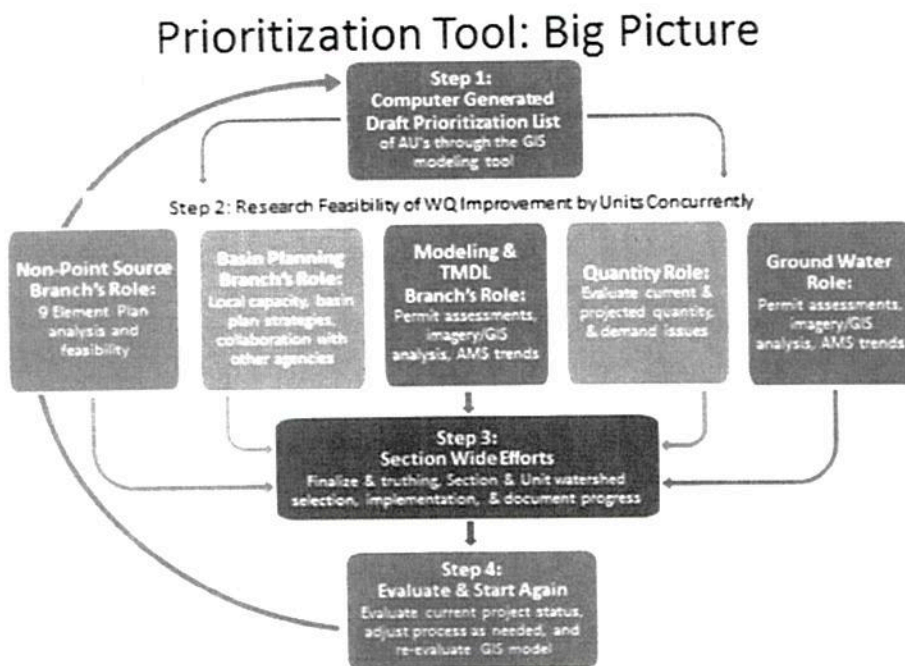 Prioritization Tool: Big Picture
Step 1:
Computer Generated
Draft Prioritization List
of AU's through the GIS
modeling tool
Step 2: Research Feasibility of WQ Improvement by Units Concurrently
Non-Point Source
Branch's Role:
9 Element Plan
analysis and
feasibility
Basin Planning
Branch's Role:
Local capacity, basin
plan strategies,
collaboration with
other agencies
Modeling &
TMDL
Branch's Role:
Permit assessments,
imagery/GIS
analysis, AMS trends
Quantity Role:
Evaluate current &
projected quantity,
& demand issues
Ground Water
Role:
Permit assessments,
imagery/GIS
analysis, AMS trends
Step 3:
Section Wide Efforts
Finalize & truthing, Section & Unit watershed
selection, implementation, & document progress
Step 4:
Evaluate & Start Again
Evaluate current project status,
adjust process as needed, and
re-evaluate GIS model